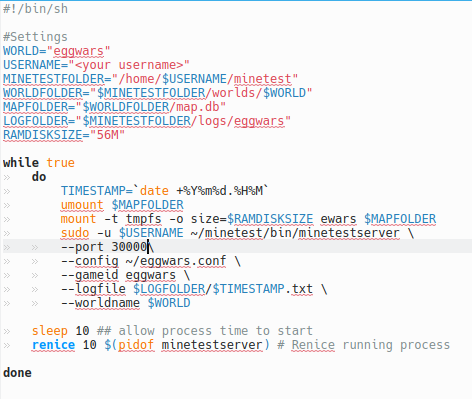 #!/bin/sh
#Settings
WORLD="eggwars"
USERNAME="<your username>"
MINETESTFOLDER="/home/$USERNAME/minetest"
WORLDFOLDER="$MINETESTFOLDER/worlds/$WORLD"
MAPFOLDER="$WORLDFOLDER/map.db"
LOGFOLDER="$MINETESTFOLDER/logs/eggwars"
RAMDISKSIZE="56M"
while true
» do
» » TIMESTAMP=`date +%Y%m%d.%H%M`
» » umount $MAPFOLDER
» » mount -t tmpfs -o size=$RAMDISKSIZE ewars $MAPFOLDER
» » sudo -u $USERNAME ~/minetest/bin/minetestserver \
» » --port 30000\
» » --config ~/eggwars.conf \
» » --gameid eggwars \
» » --logfile $LOGFOLDER/$TIMESTAMP.txt \
» » --worldname $WORLD
» sleep 10 ## allow process time to start
» renice 10 $(pidof minetestserver) # Renice running process
done